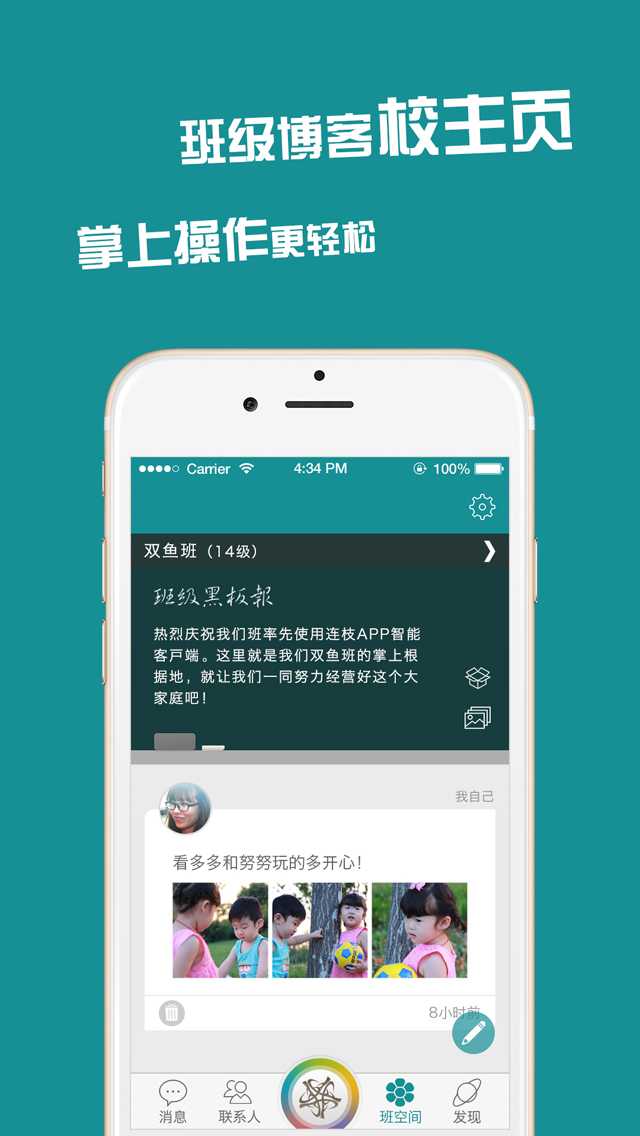 班级博客校主页
掌上操作更轻松
Carrier
4:34 PM
100%
双鱼班（14级）
班级黑板報
热烈庆祝我们班率先使用连枝APP智能
客戸端。这里就是我们双鱼班的掌上根
据地，就让我们一同努力经营好这个大
家庭吧！
我自己
看多多和努努玩的多开心！
8小时前
消息
联系人
班空间
发现